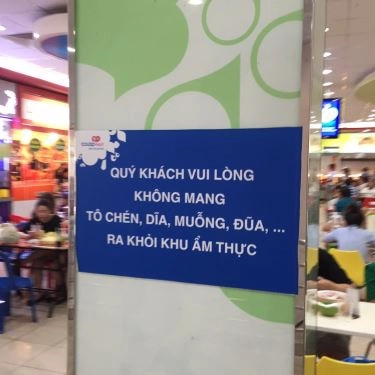 QUÝ KHÁCH VUI LÒNG
KHÔNG MANG
TÔ CHÉN, DĨA, MUỖNG, ĐŨA, ...
RA KHỎI KHU ẨM THỰC